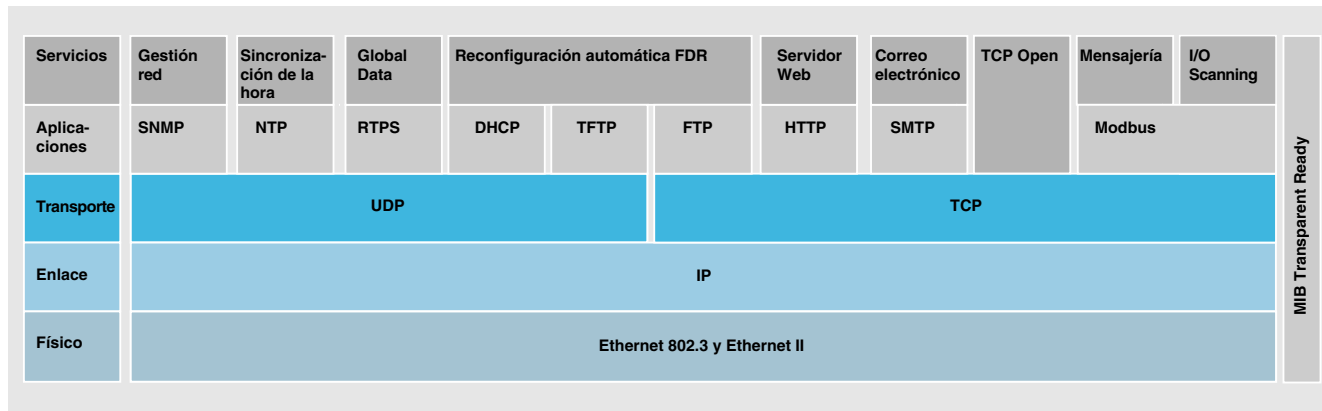 Servicios
Gestión
red
Sincroniza-
ción de la
hora
Global
Data
Reconfiguración automática FDR
Servidor
Web
Correo
electrónico
TCP Open
Mensajería
I/O
Scanning
Aplica-
ciones
SNMP
NTP
RTPS
DHCP
TFTP
FTP
HTTP
SMTP
Modbus
Transporte
UDP
TCP
Enlace
IP
Físico
Ethernet 802.3 y Ethernet II
MIB Transparent Ready